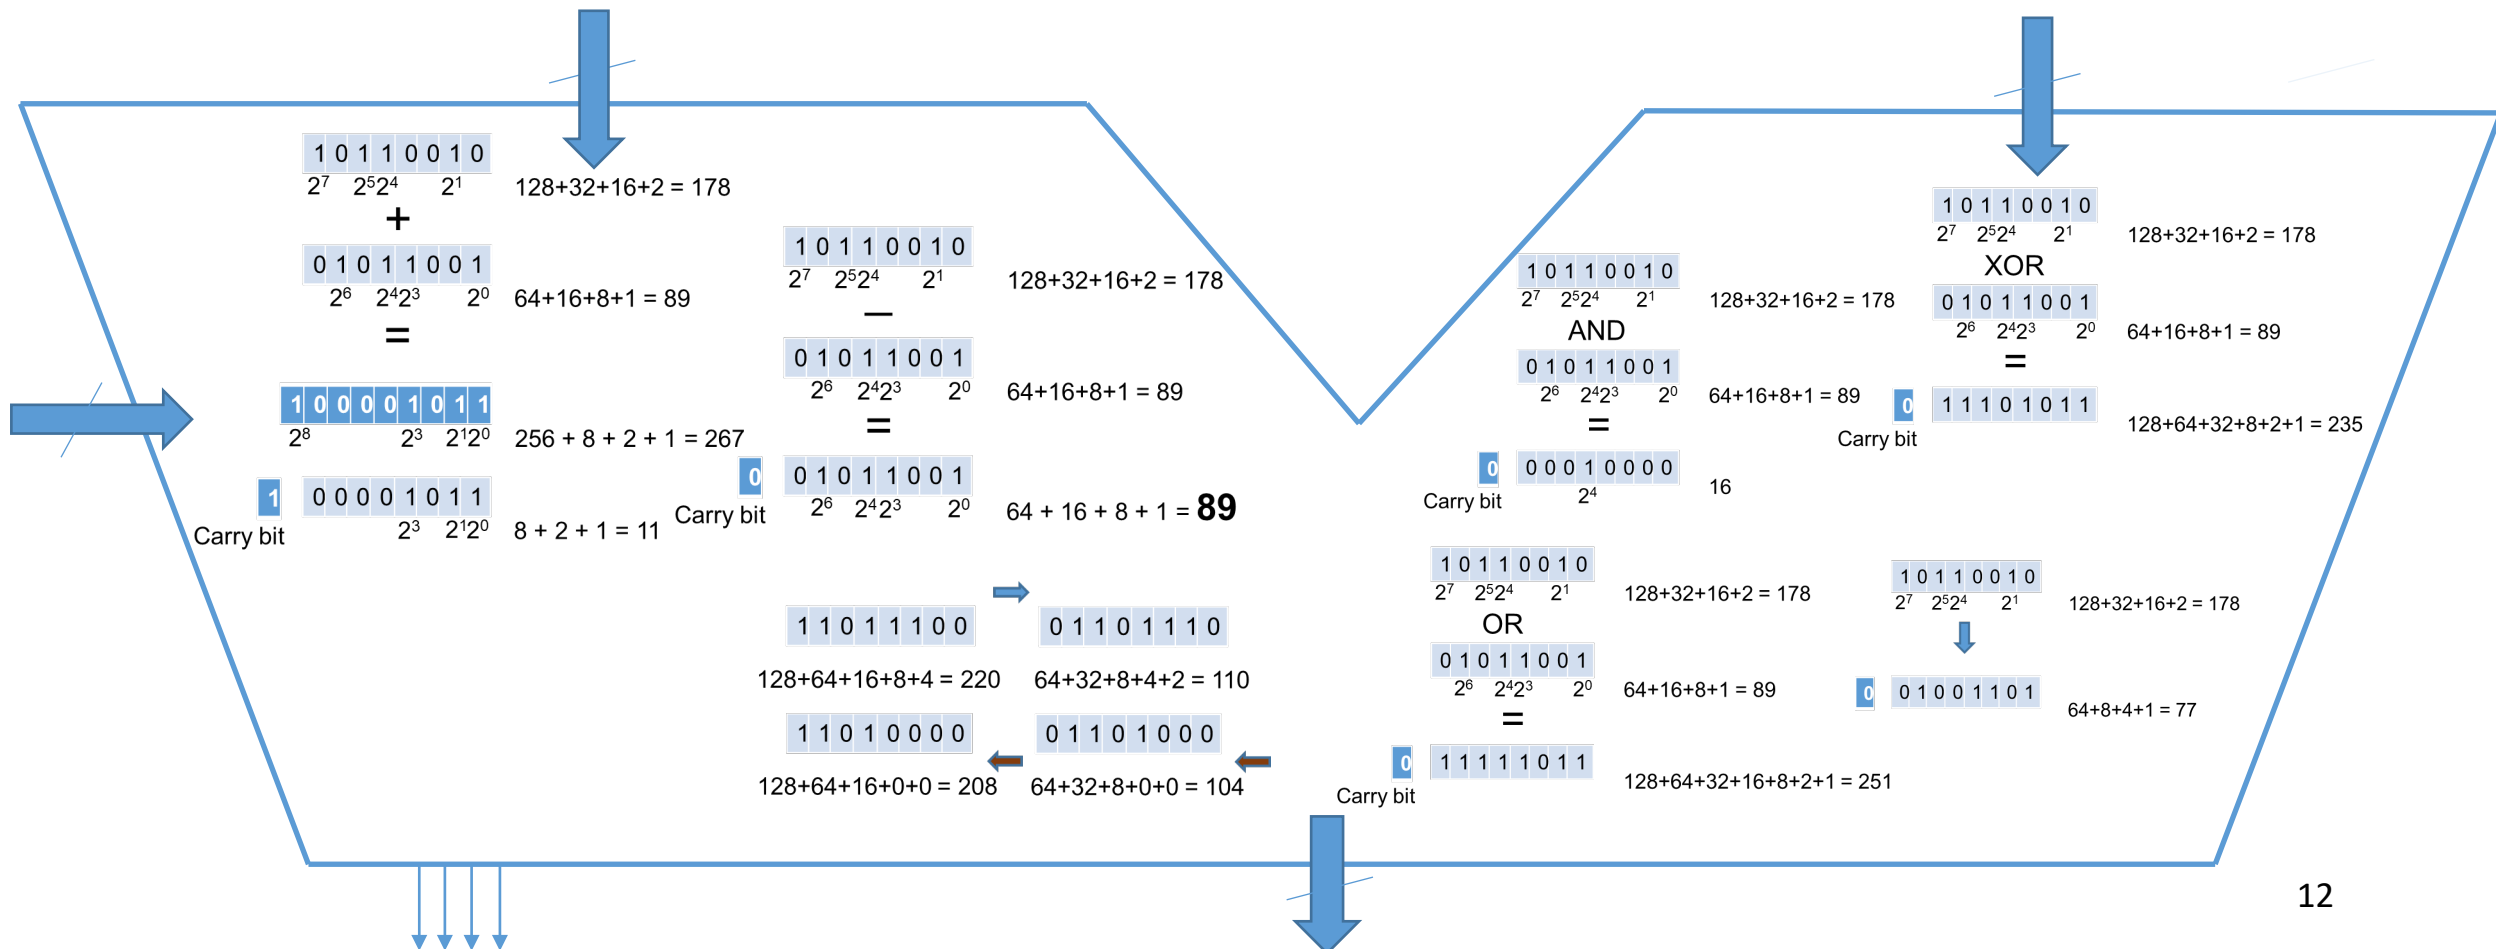 1 0 1 1 0 0 1 0
2⁷ 2⁵2⁴ 2¹
128+32+16+2 = 178
+
0 1 0 1 1 0 0 1
2⁶ 2⁴2³ 2⁰
64+16+8+1 = 89
=
1 0 0 0 0 1 0 1 1
2⁸ 2³ 2¹2⁰
256 + 8 + 2 + 1 = 267
1 0 0 0 0 1 0 1 1
Carry bit
2³ 2¹2⁰
8 + 2 + 1 = 11
1 0 1 1 0 0 1 0
2⁷ 2⁵2⁴ 2¹
128+32+16+2 = 178
–
0 1 0 1 1 0 0 1
2⁶ 2⁴2³ 2⁰
64+16+8+1 = 89
=
0 0 1 0 1 1 0 0 1
Carry bit
2⁶ 2⁴2³ 2⁰
64 + 16 + 8 + 1 = 89
1 1 0 1 1 1 0 0
0 1 1 0 1 1 1 0
128+64+16+8+4 = 220
64+32+8+4+2 = 110
1 1 0 1 0 0 0 0
0 1 1 0 1 0 0 0
128+64+16+0+0 = 208
64+32+8+0+0 = 104
1 0 1 1 0 0 1 0
2⁷ 2⁵2⁴ 2¹
128+32+16+2 = 178
AND
0 1 0 1 1 0 0 1
2⁶ 2⁴2³ 2⁰
64+16+8+1 = 89
=
0 0 0 0 1 0 0 0 0
Carry bit
2⁴
16
1 0 1 1 0 0 1 0
2⁷ 2⁵2⁴ 2¹
128+32+16+2 = 178
XOR
0 1 0 1 1 0 0 1
2⁶ 2⁴2³ 2⁰
64+16+8+1 = 89
=
0 1 1 1 0 1 0 1 1
Carry bit
128+64+32+8+2+1 = 235
1 0 1 1 0 0 1 0
2⁷ 2⁵2⁴ 2¹
128+32+16+2 = 178
OR
0 1 0 1 1 0 0 1
2⁶ 2⁴2³ 2⁰
64+16+8+1 = 89
=
0 1 1 1 1 1 0 1 1
Carry bit
128+64+32+16+8+2+1 = 251
1 0 1 1 0 0 1 0
2⁷ 2⁵2⁴ 2¹
128+32+16+2 = 178
0 0 1 0 0 1 1 0 1
64+8+4+1 = 77
12